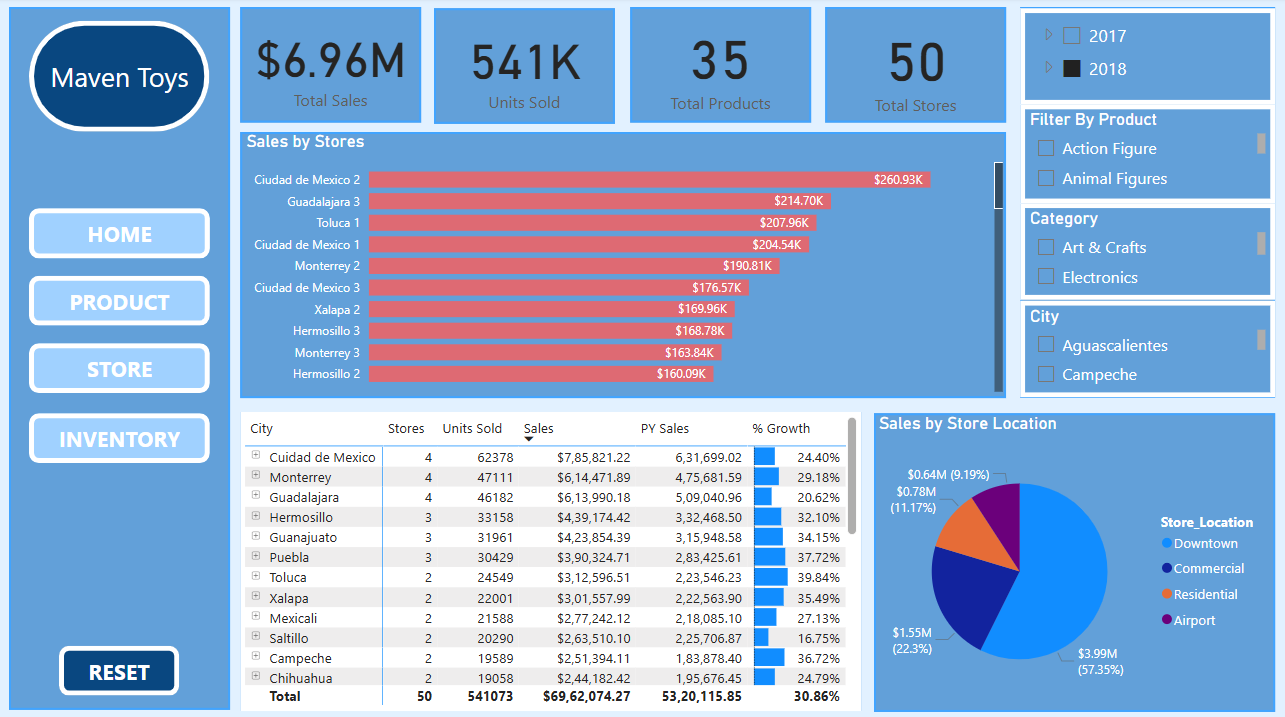 Maven Toys
HOME
PRODUCT
STORE
INVENTORY
RESET
$6.96M
Total Sales
541K
Units Sold
35
Total Products
50
Total Stores
2017
2018
Filter By Product
Action Figure
Animal Figures
Category
Art & Crafts
Electronics
City
Aguascalientes
Campeche
Sales by Stores
Ciudad de Mexico 2 $260.93K
Guadalajara 3 $214.70K
Toluca 1 $207.96K
Ciudad de Mexico 1 $204.54K
Monterrey 2 $190.81K
Ciudad de Mexico 3 $176.57K
Xalapa 2 $169.96K
Hermosillo 3 $168.78K
Monterrey 3 $163.84K
Hermosillo 2 $160.09K
City Stores Units Sold Sales PY Sales % Growth
Cuidad de Mexico 4 62378 $7,85,821.22 6,31,699.02 24.40%
Monterrey 4 47111 $6,14,471.89 4,75,681.59 29.18%
Guadalajara 4 46182 $6,13,990.18 5,09,040.96 20.62%
Hermosillo 3 33158 $4,39,174.42 3,32,468.50 32.10%
Guanajuato 3 31961 $4,23,854.39 3,15,948.58 34.15%
Puebla 3 30429 $3,90,324.71 2,83,425.61 37.72%
Toluca 2 24549 $3,12,596.51 2,23,546.23 39.84%
Xalapa 2 22001 $3,01,557.99 2,22,563.90 35.49%
Mexicali 2 21588 $2,77,242.12 2,18,085.10 27.13%
Saltillo 2 20290 $2,63,510.10 2,25,706.87 16.75%
Campeche 2 19589 $2,51,394.11 1,83,878.40 36.72%
Chihuahua 2 19058 $2,44,182.42 1,95,676.45 24.79%
Total 50 541073 $69,62,074.27 53,20,115.85 30.86%
Sales by Store Location
$0.64M (9.19%)
$0.78M
(11.17%)
$1.55M
(22.3%)
$3.99M
(57.35%)
Store_Location
Downtown
Commercial
Residential
Airport